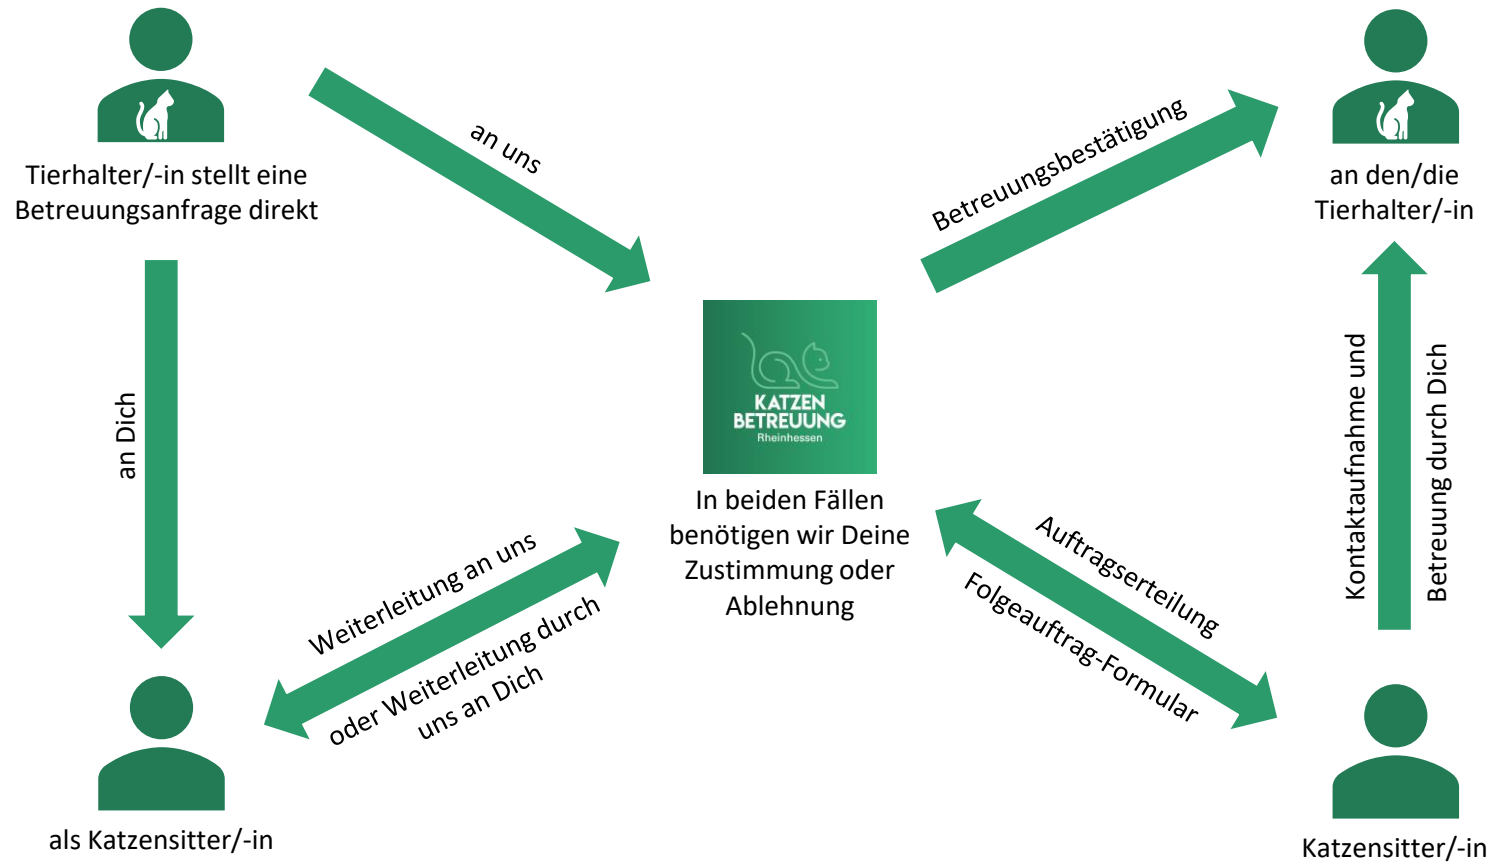 Tierhalter/-in stellt eine
Betreuungsanfrage direkt
an uns
Betreuungsbestätigung
an den/die
Tierhalter/-in
an Dich
KATZEN
BETREUUNG
Rheinhessen
In beiden Fällen
benötigen wir Deine
Zustimmung oder
Ablehnung
Kontaktaufnahme und
Betreuung durch Dich
Weiterleitung an uns
oder Weiterleitung durch
uns an Dich
Auftragserteilung
Folgeauftrag-Formular
als Katzensitter/-in
Katzensitter/-in